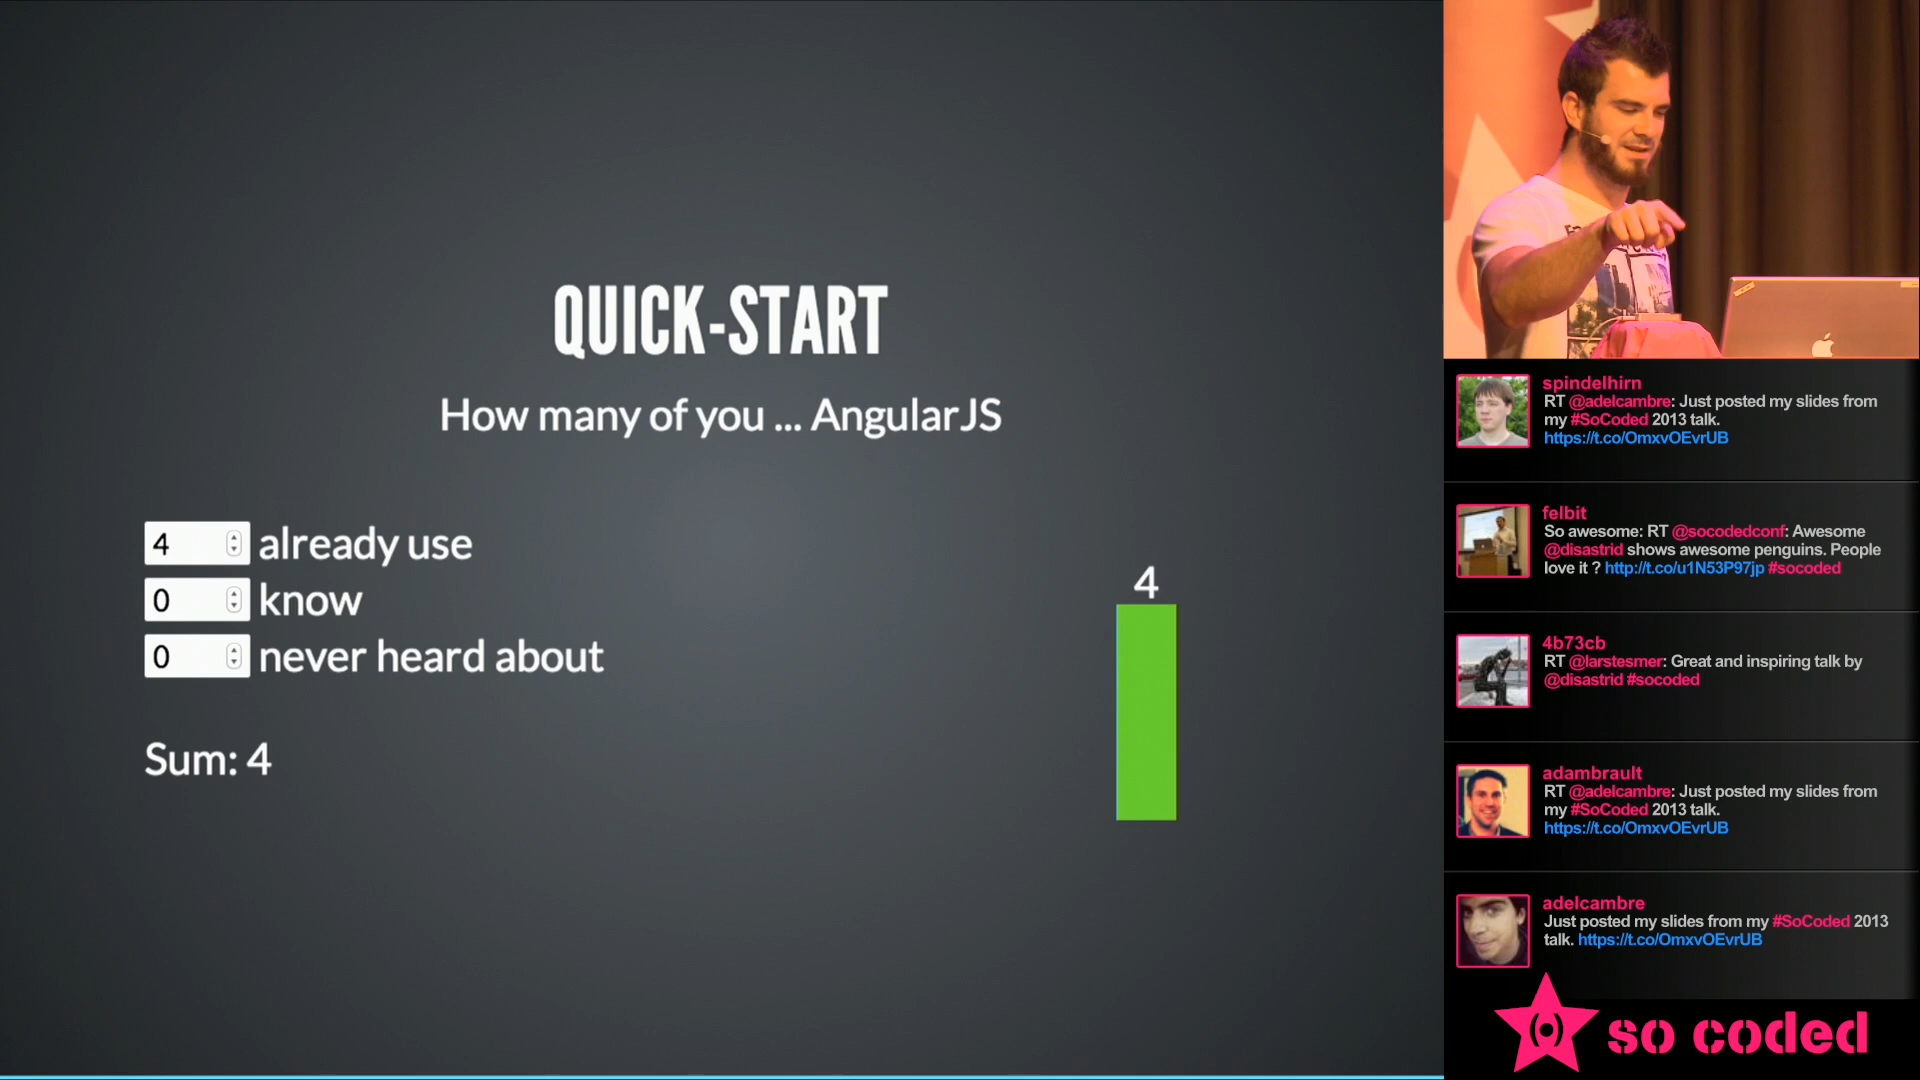 QUICK-START
How many of you ... AngularJS
4 already use
0 know
0 never heard about
Sum: 4
4
spindelhirn
RT @adelcambre: Just posted my slides from
my #SoCoded 2013 talk.
https://t.co/OmxvOEvrUB
felbit
So awesome: RT @socodedconf: Awesome
@disastrid shows awesome penguins. People
love it ? http://t.co/u1N53P97jp #socoded
4b73cb
RT @larstesmer: Great and inspiring talk by
@disastrid #socoded
adambrault
RT @adelcambre: Just posted my slides from
my #SoCoded 2013 talk.
https://t.co/OmxvOEvrUB
adelcambre
Just posted my slides from my #SoCoded 2013
talk. https://t.co/OmxvOEvrUB
so coded